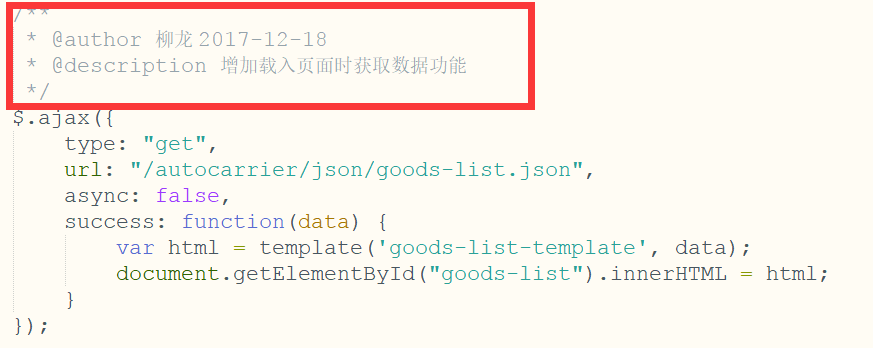 /**
 * @author 柳龙 2017-12-18
 * @description 增加载入页面时获取数据功能
 */
$.ajax({
    type: "get",
    url: "/autocarrier/json/goods-list.json",
    async: false,
    success: function(data) {
        var html = template('goods-list-template', data);
        document.getElementById("goods-list").innerHTML = html;
    }
});